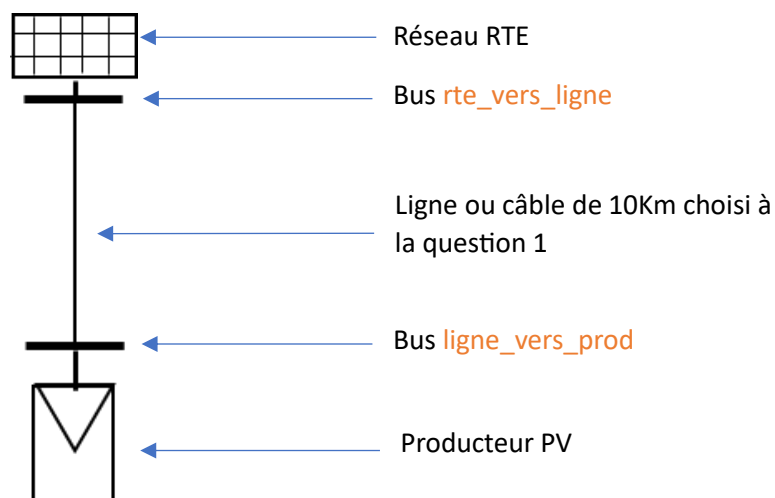 Réseau RTE
Bus rte_vers_ligne
Ligne ou câble de 10Km choisi à
la question 1
Bus ligne_vers_prod
Producteur PV